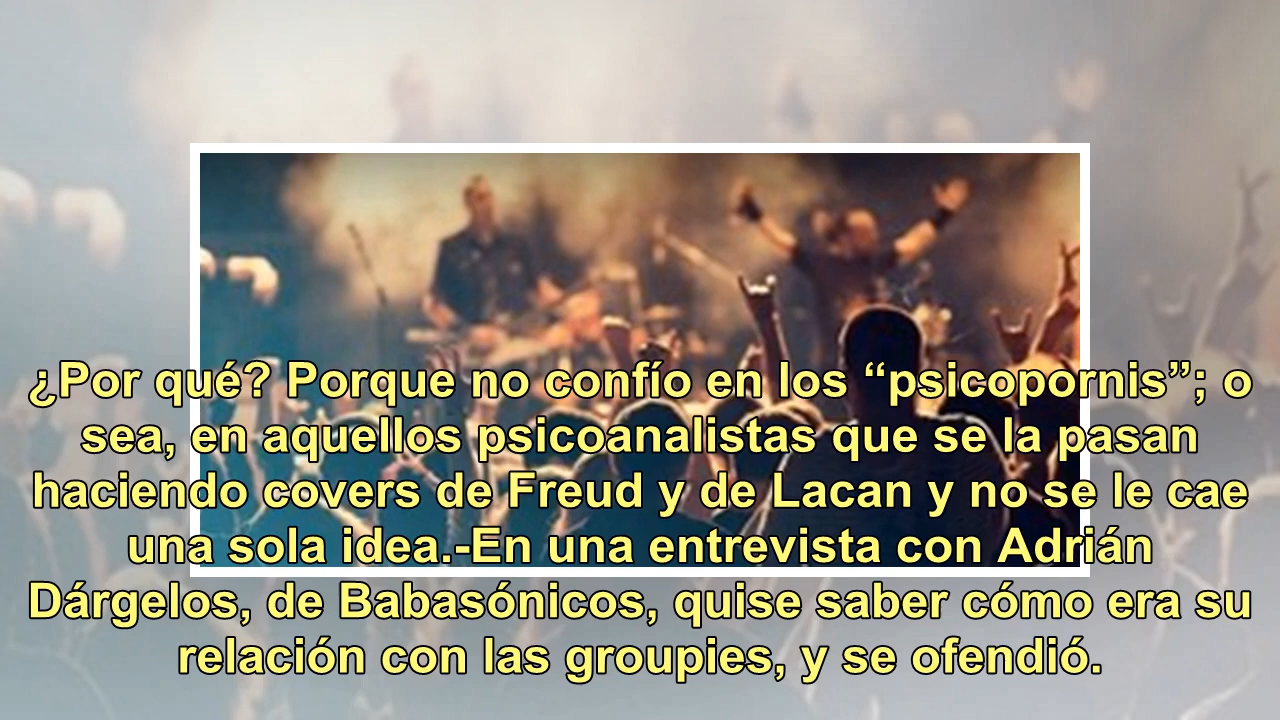 ¿Por qué? Porque no confío en los “psicopornis”; o
sea, en aquellos psicoanalistas que se la pasan
haciendo covers de Freud y de Lacan y no se le cae
una sola idea.-En una entrevista con Adrián
Dárgelos, de Babasónicos, quise saber cómo era su
relación con las groupies, y se ofendió.